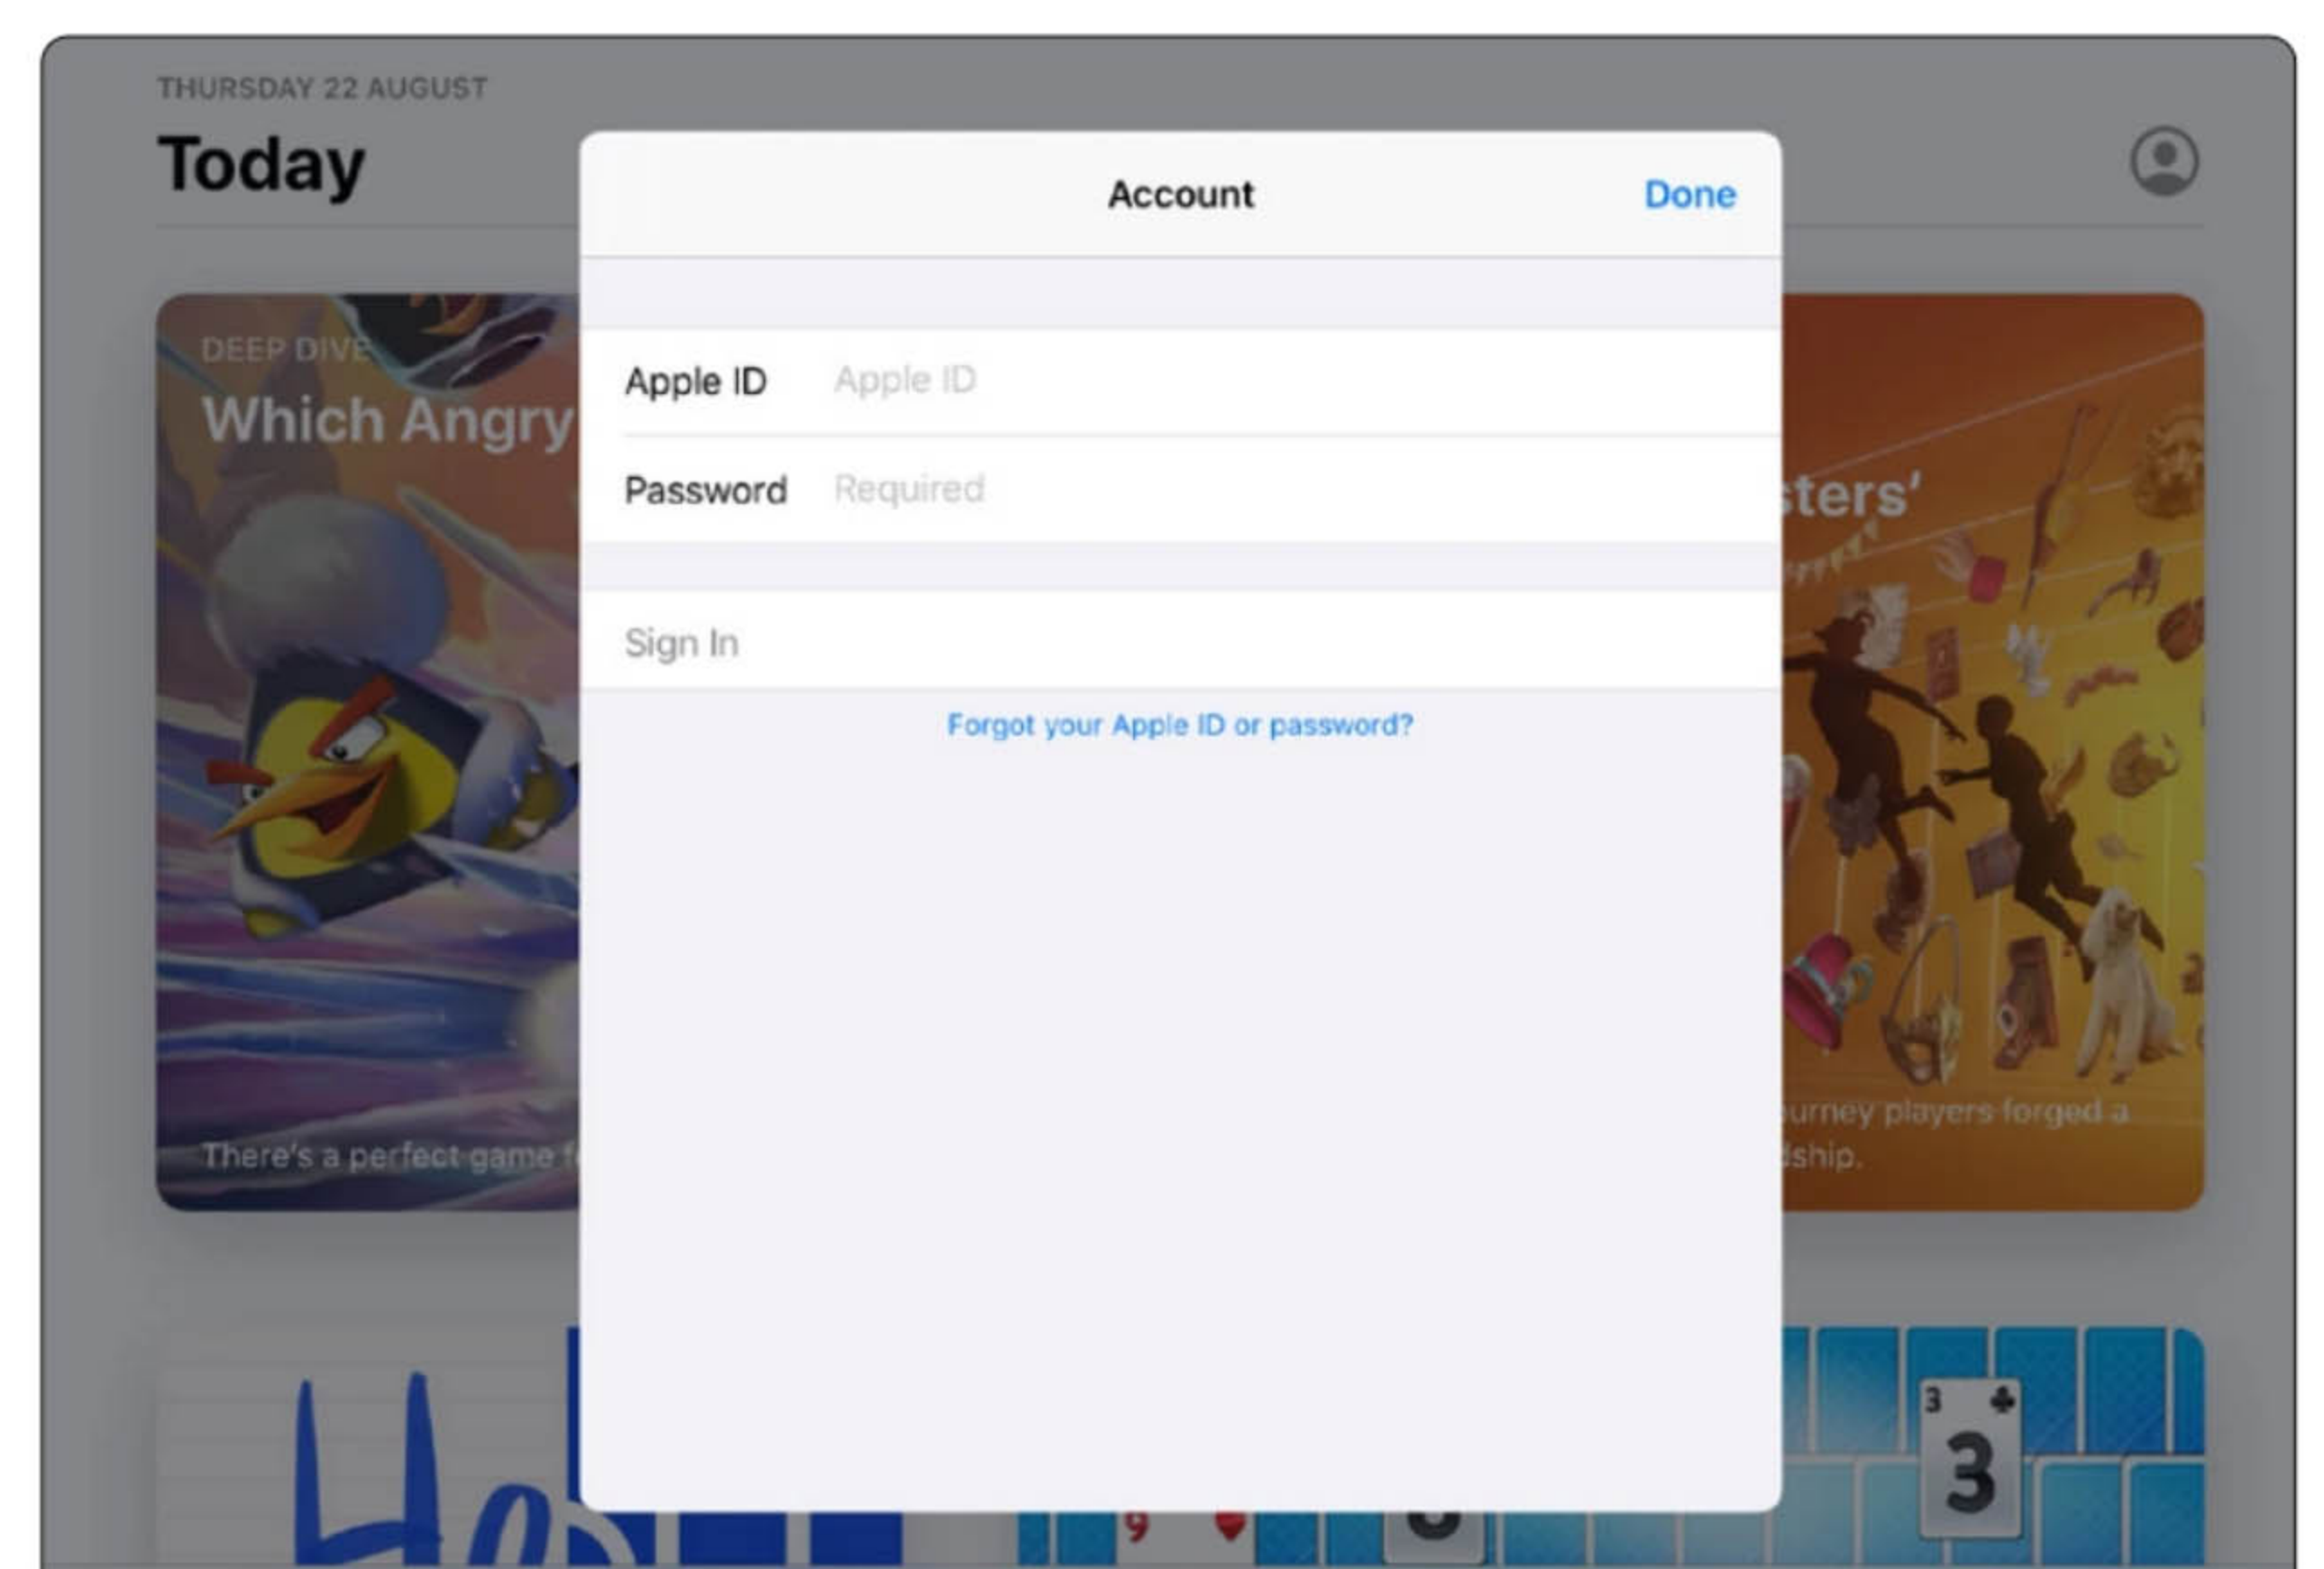 THURSDAY 22 AUGUST
Today
Account
Done
DEEP DIVE
Which Angry
Apple ID Apple ID
Password Required
sters'
Sign In
Forgot your Apple ID or password?
There's a perfect game
urney players forged a
dship.
3
3
9